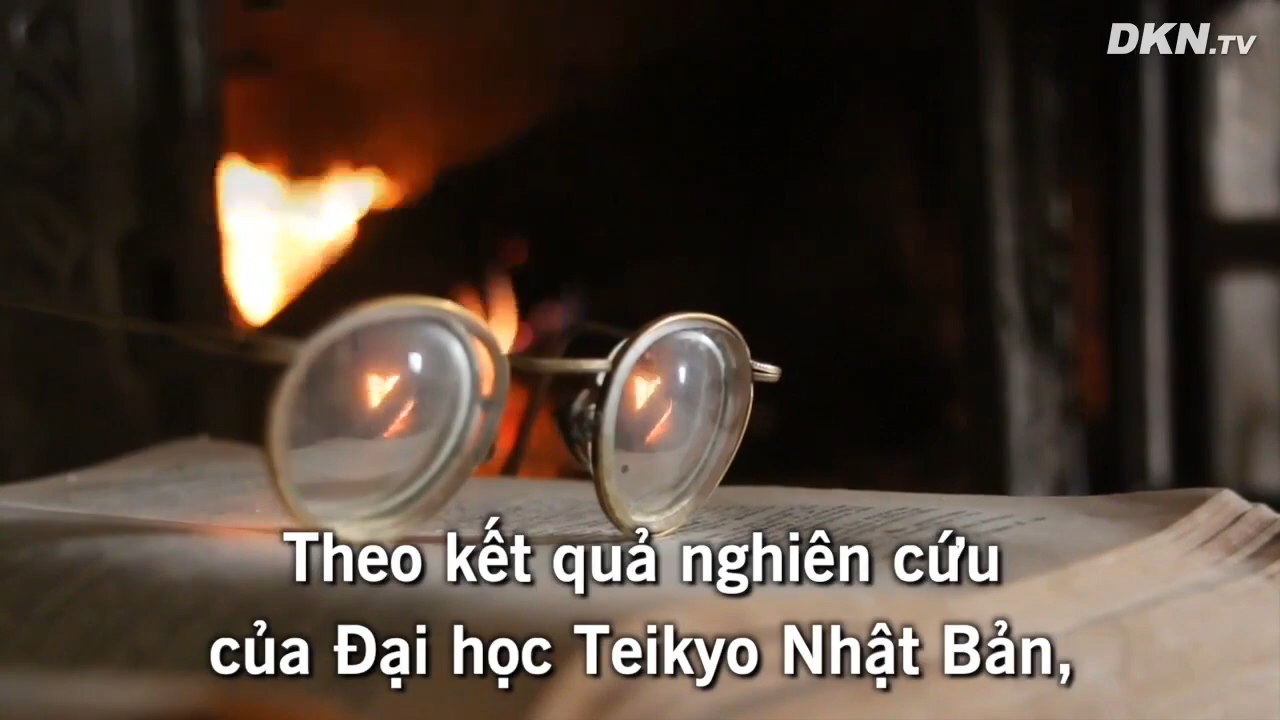 DKN.TV
Theo kết quả nghiên cứu
của Đại học Teikyo Nhật Bản,